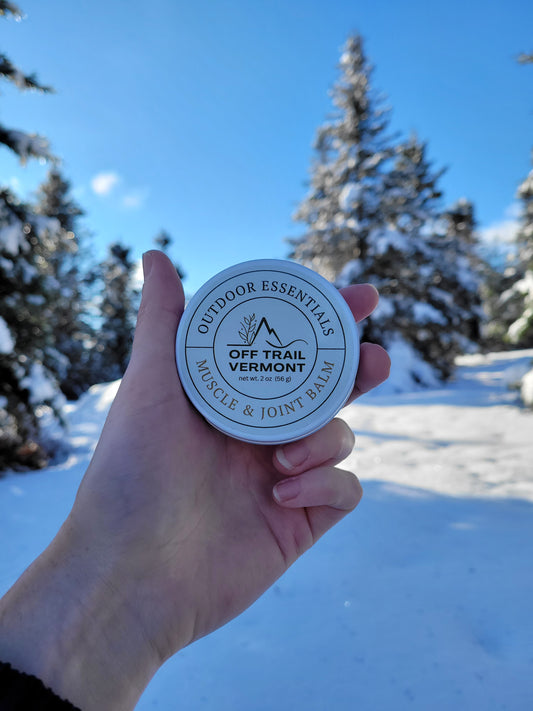 OUTDOOR ESSENTIALS
OFF TRAIL
VERMONT
net wt. 2 oz (56 g)
MUSCLE & JOINT BALM